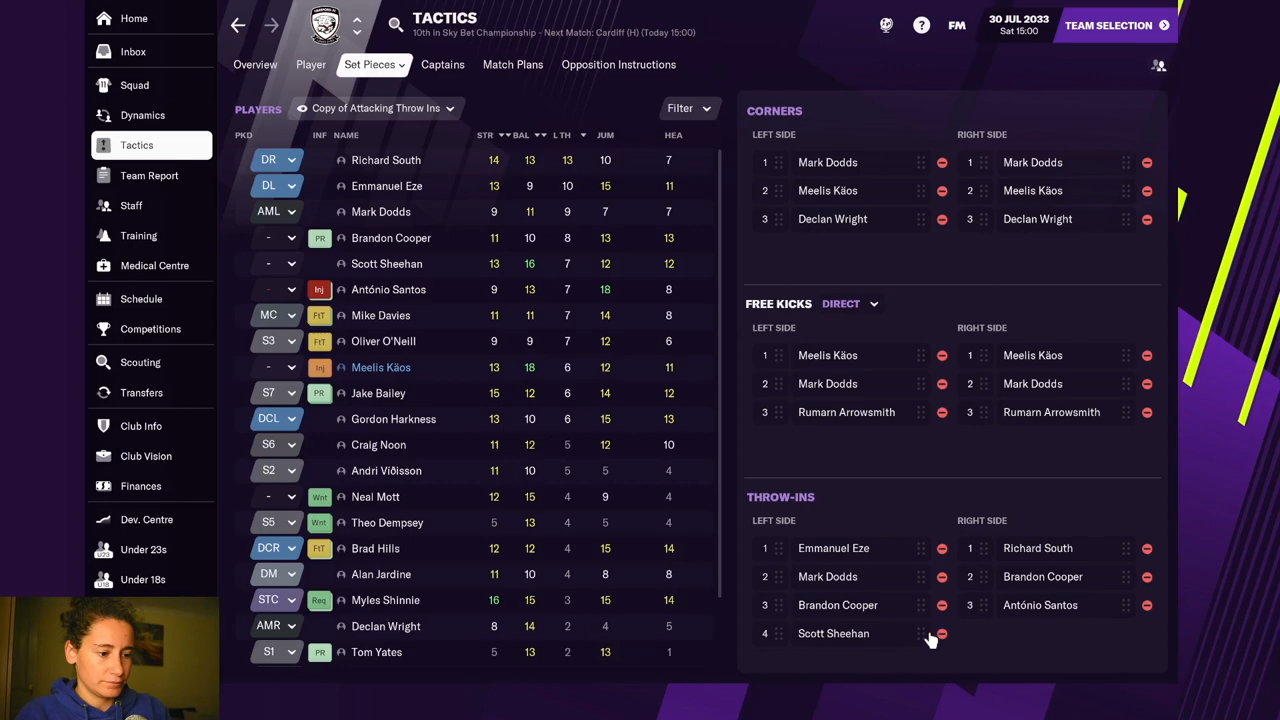 Home
Inbox
Squad
Dynamics
Tactics
Team Report
Staff
Training
Medical Centre
Schedule
Competitions
Scouting
Transfers
Club Info
Club Vision
Finances
Dev. Centre
Under 23s
Under 18s
TACTICS
10th in Sky Bet Championship - Next Match: Cardiff (H) (Today 15:00)
FM
30 JUL 2033
Sat 15:00
TEAM SELECTION
Overview Player Set Pieces Captains Match Plans Opposition Instructions
PLAYERS Copy of Attacking Throw Ins Filter
PKD INF NAME STR BAL L TH JUM HEA
DR Richard South 14 13 13 10 7
DL Emmanuel Eze 13 9 10 15 11
AML Mark Dodds 9 11 9 7 7
- PR Brandon Cooper 11 10 8 13 13
- Scott Sheehan 13 16 7 12 12
- Inj António Santos 9 13 7 18 8
MC FtT Mike Davies 11 11 7 14 8
S3 FtT Oliver O'Neill 9 9 7 12 6
- Inj Meelis Käos 13 18 6 12 11
S7 PR Jake Bailey 15 12 6 14 12
DCL Gordon Harkness 13 10 6 15 13
S6 Craig Noon 11 12 5 12 10
S2 Andri Viðisson 11 10 5 5 4
- Wnt Neal Mott 12 15 4 9 4
S5 Wnt Theo Dempsey 5 13 4 5 4
DCR FtT Brad Hills 12 12 4 15 14
DM Alan Jardine 11 10 4 8 8
STC Req Myles Shinnie 16 15 3 15 14
AMR Declan Wright 8 14 2 4 5
S1 PR Tom Yates 5 13 2 13 1
CORNERS
LEFT SIDE RIGHT SIDE
1 Mark Dodds 1 Mark Dodds
2 Meelis Käos 2 Meelis Käos
3 Declan Wright 3 Declan Wright
FREE KICKS DIRECT
LEFT SIDE RIGHT SIDE
1 Meelis Käos 1 Meelis Käos
2 Mark Dodds 2 Mark Dodds
3 Rumarn Arrowsmith 3 Rumarn Arrowsmith
THROW-INS
LEFT SIDE RIGHT SIDE
1 Emmanuel Eze 1 Richard South
2 Mark Dodds 2 Brandon Cooper
3 Brandon Cooper 3 António Santos
4 Scott Sheehan